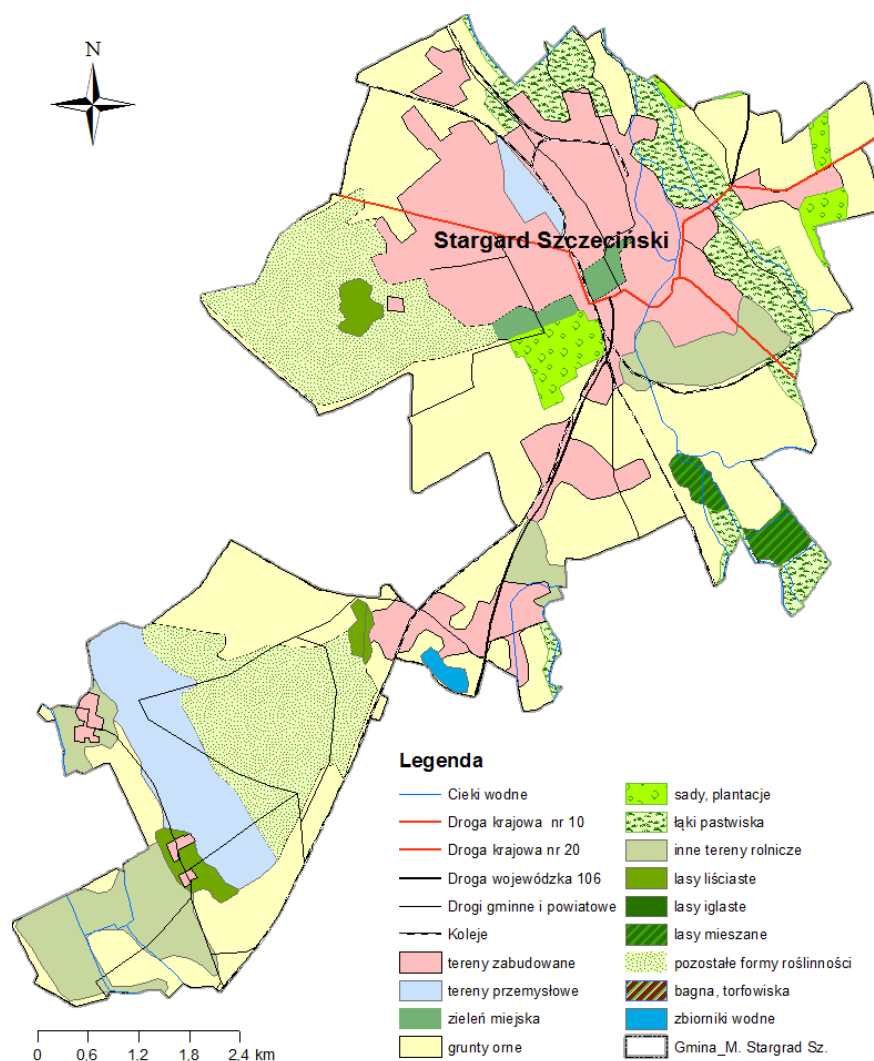 N
Stargard Szczeciński
Legenda
Cieki wodne
Droga krajowa nr 10
Droga krajowa nr 20
Droga wojewódzka 106
Drogi gminne i powiatowe
Koleje
tereny zabudowane
tereny przemysłowe
zieleń miejska
grunty orne
sady, plantacje
łąki pastwiska
inne tereny rolnicze
lasy liściaste
lasy iglaste
lasy mieszane
pozostałe formy roślinności
bagna, torfowiska
zbiorniki wodne
Gmina_M. Stargrad Sz.
0 0.6 1.2 1.8 2.4 km